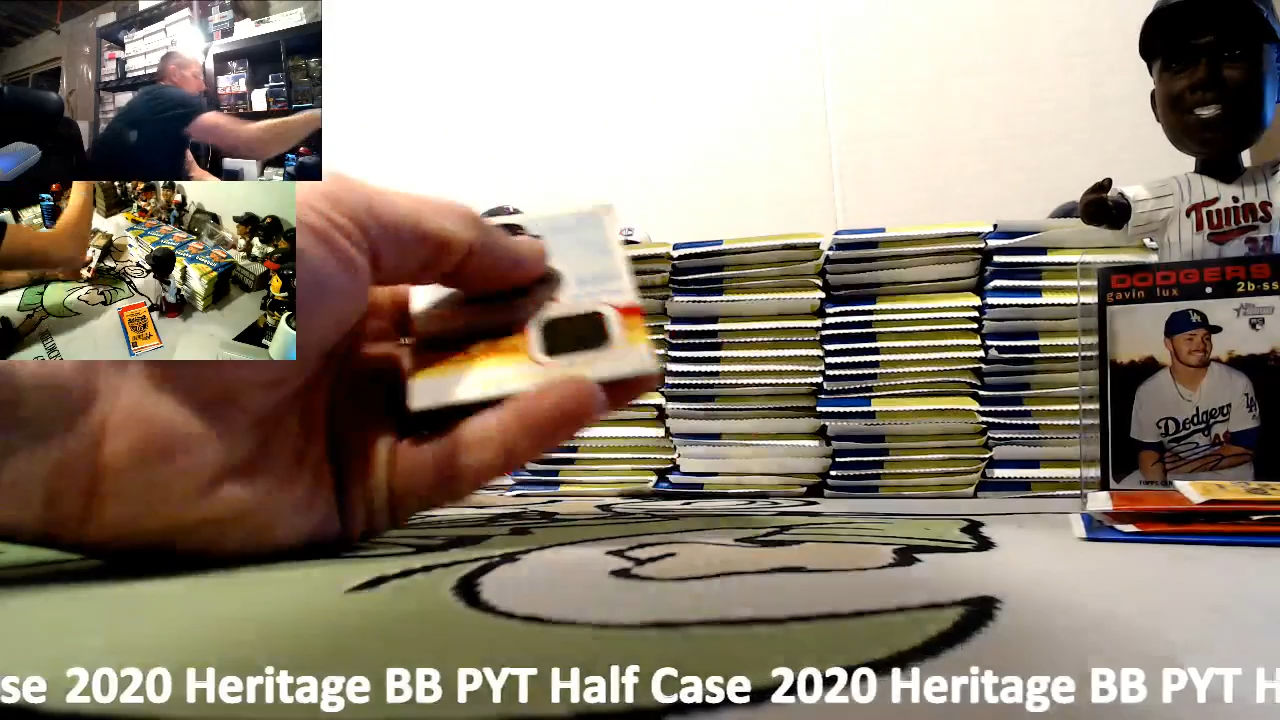 Twins
DODGERS
gavin lux • 2b-ss
Dodgers
se 2020 Heritage BB PYT Half Case 2020 Heritage BB PYT H